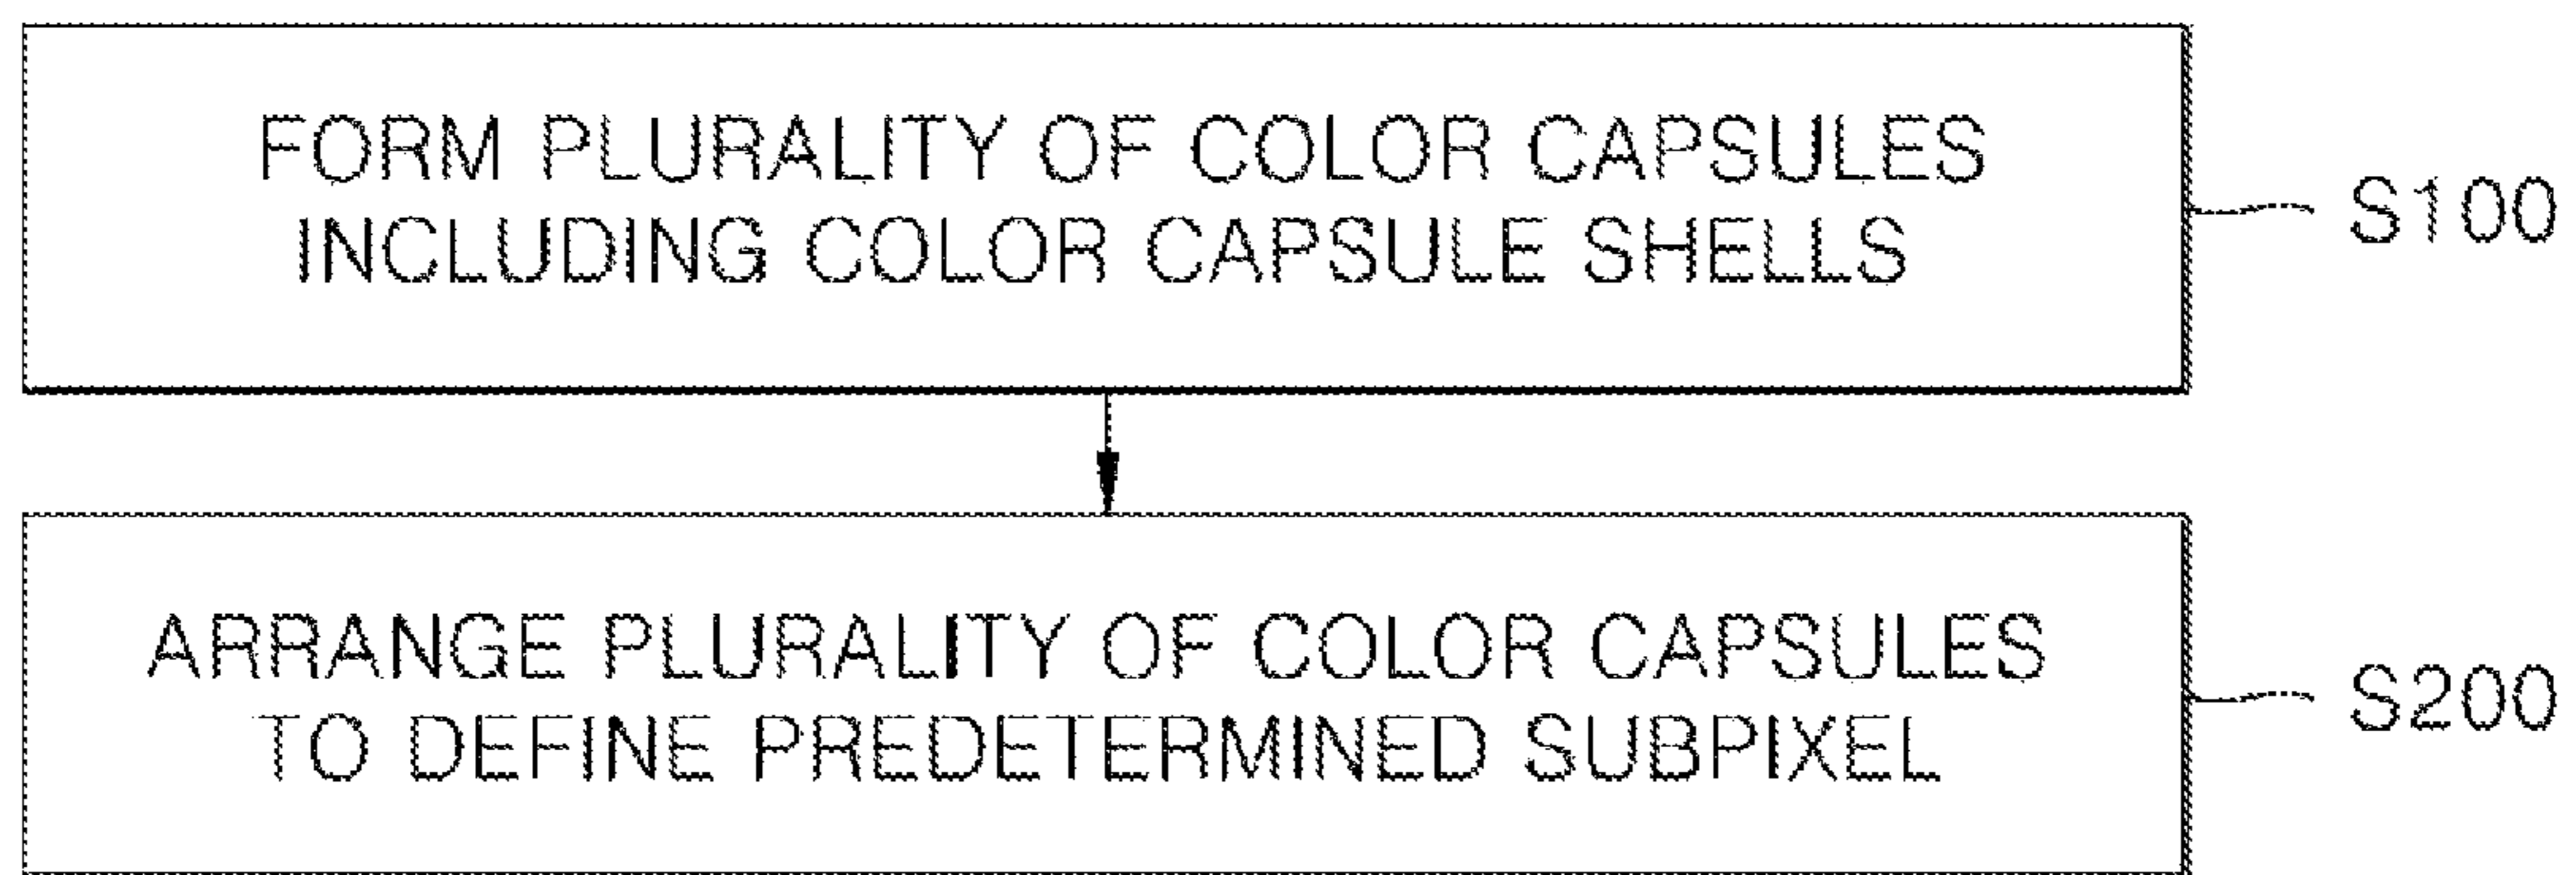 FORM PLURALITY OF COLOR CAPSULES
INCLUDING COLOR CAPSULE SHELLS
S100
ARRANGE PLURALITY OF COLOR CAPSULES
TO DEFINE PREDETERMINED SUBPIXEL
S200